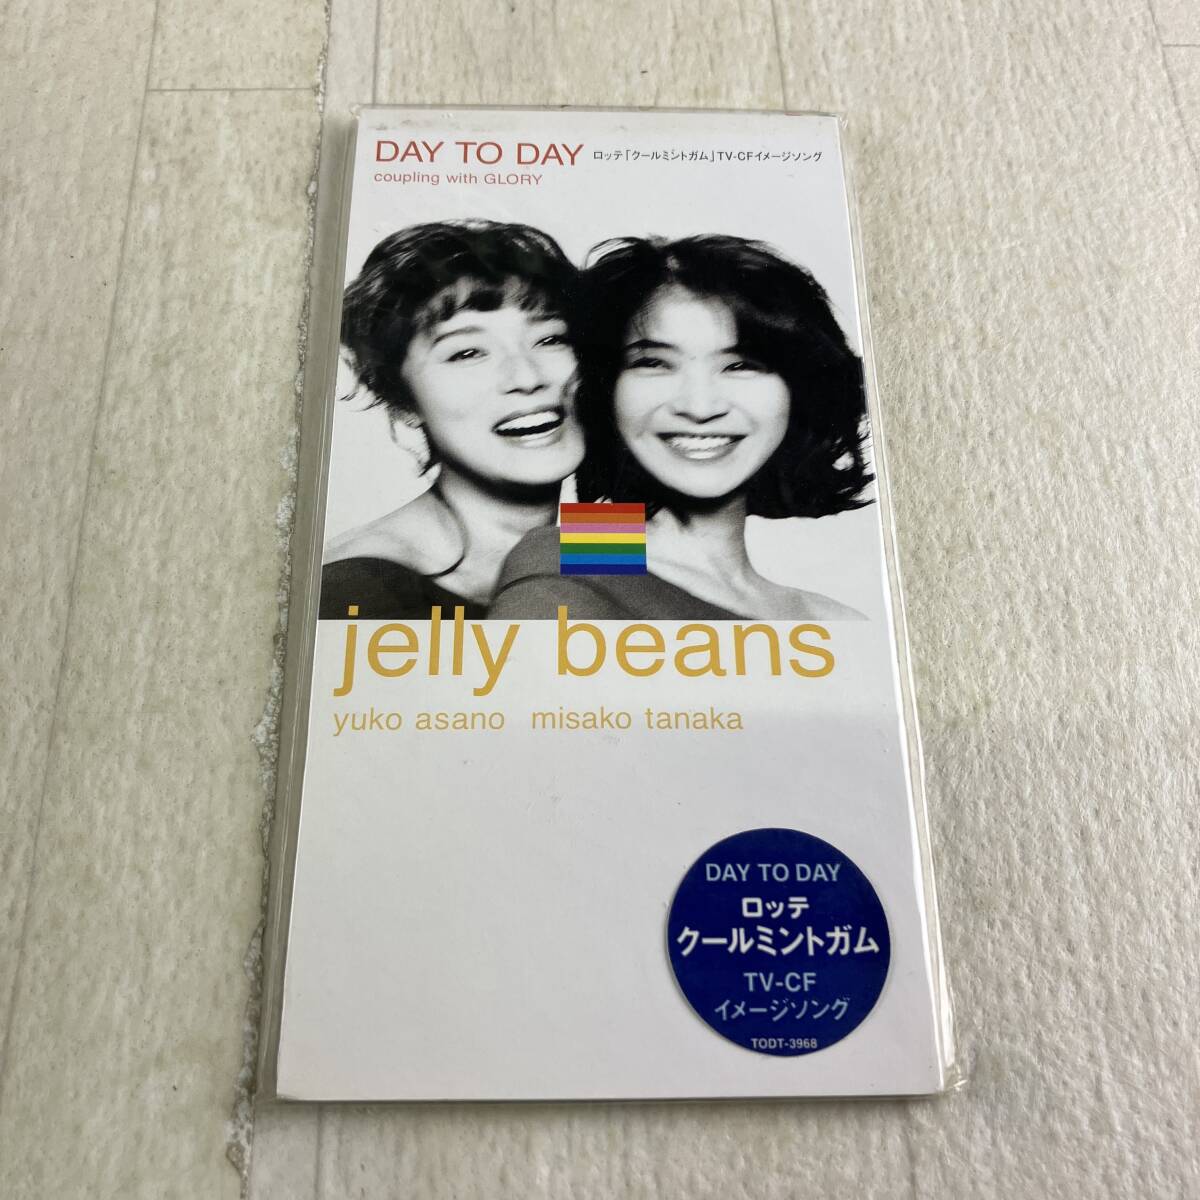 DAY TO DAY ロッテ「クールミントガム」TV-CFイメージソング
coupling with GLORY
jelly beans
yuko asano misako tanaka
DAY TO DAY
ロッテ
クールミントガム
TV-CF
イメージソング
TODT-3968